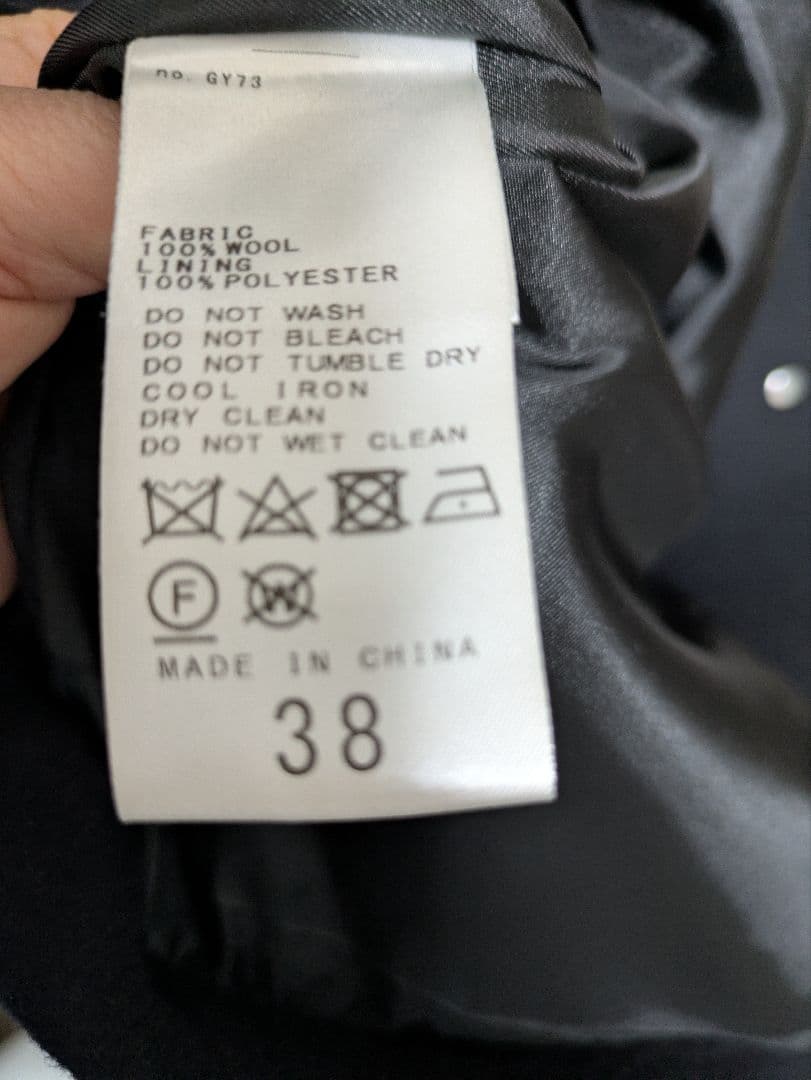 no. GY73
FABRIC
100% WOOL
LINING
100% POLYESTER
DO NOT WASH
DO NOT BLEACH
DO NOT TUMBLE DRY
COOL IRON
DRY CLEAN
DO NOT WET CLEAN
F W
MADE IN CHINA
38